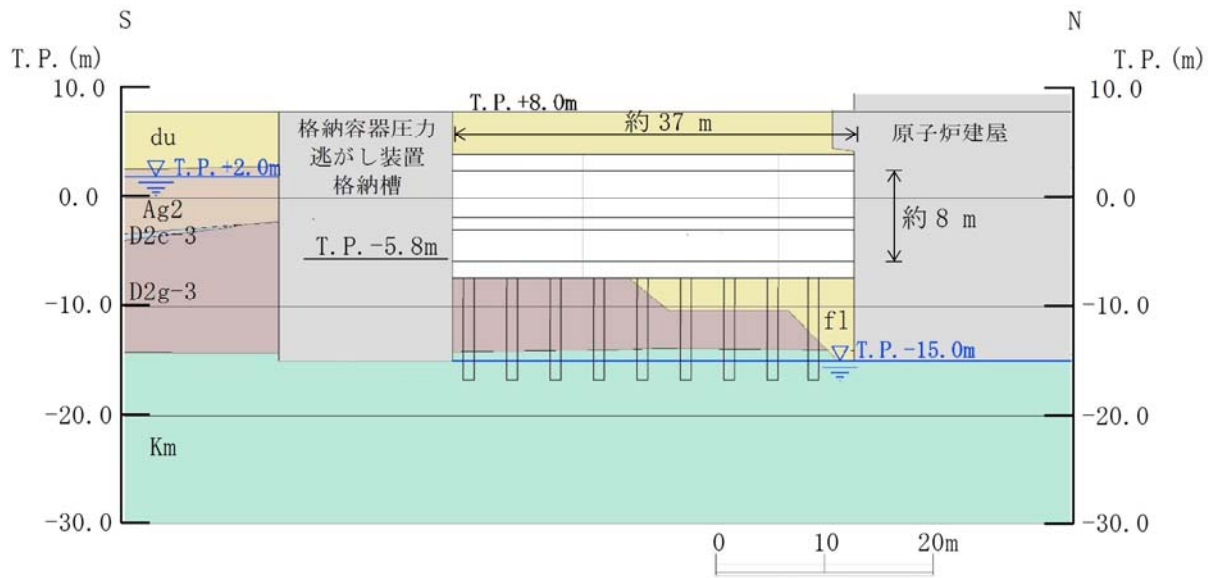 S
N
T.P.(m)
T.P.(m)
10.0
10.0
T.P.+8.0m
約 37 m
格納容器圧力
逃がし装置
格納槽
原子炉建屋
du
T.P.+2.0m
0.0
0.0
Ag2
約 8 m
D2c-3
T.P.-5.8m
D2g-3
-10.0
-10.0
fl
T.P.-15.0m
-20.0
-20.0
Km
-30.0
-30.0
0
10
20m